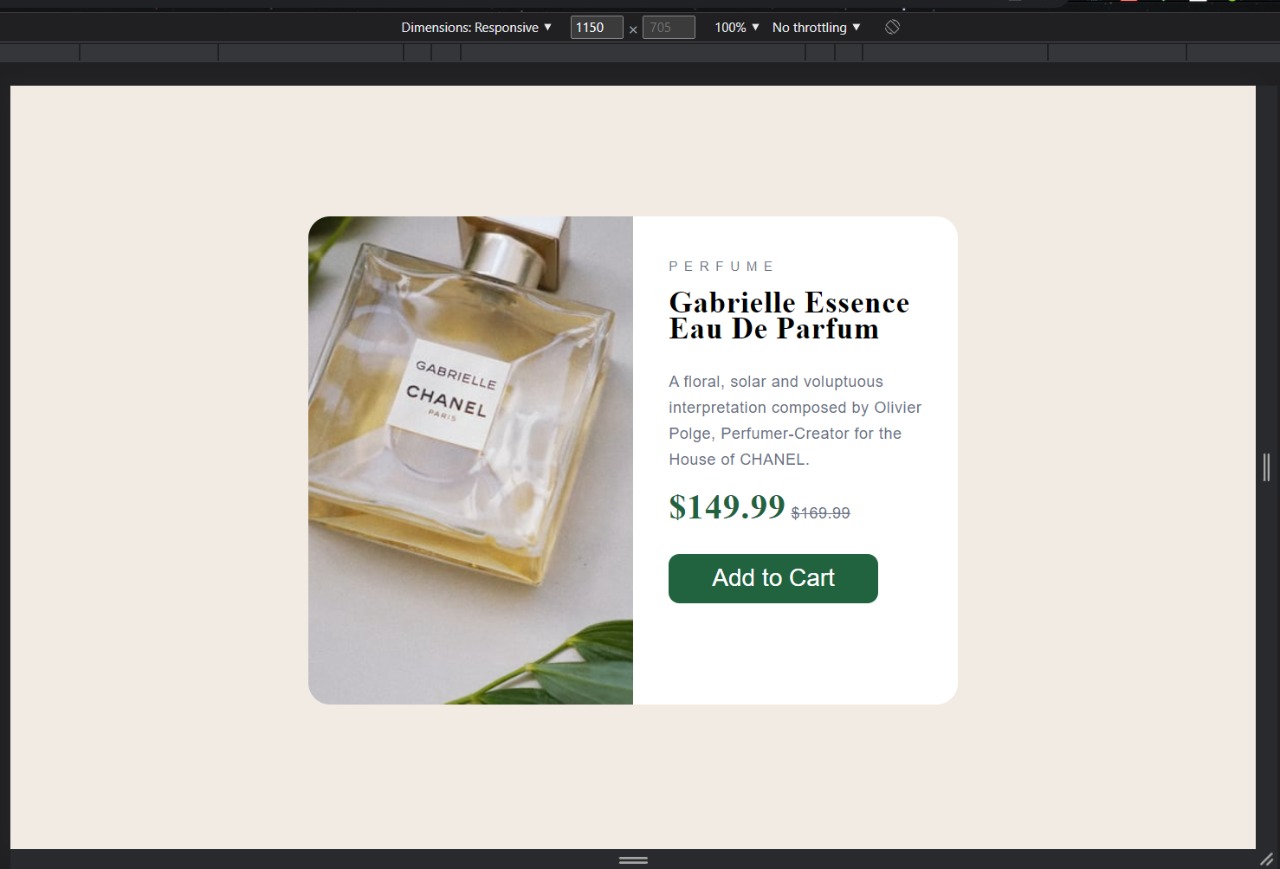 Dimensions: Responsive ▼ 1150 × 705 100% ▼ No throttling ▼
GABRIELLE
CHANEL
PARIS
PERFUME
Gabrielle Essence
Eau De Parfum
A floral, solar and voluptuous
interpretation composed by Olivier
Polge, Perfumer-Creator for the
House of CHANEL.
$149.99 $169.99
Add to Cart